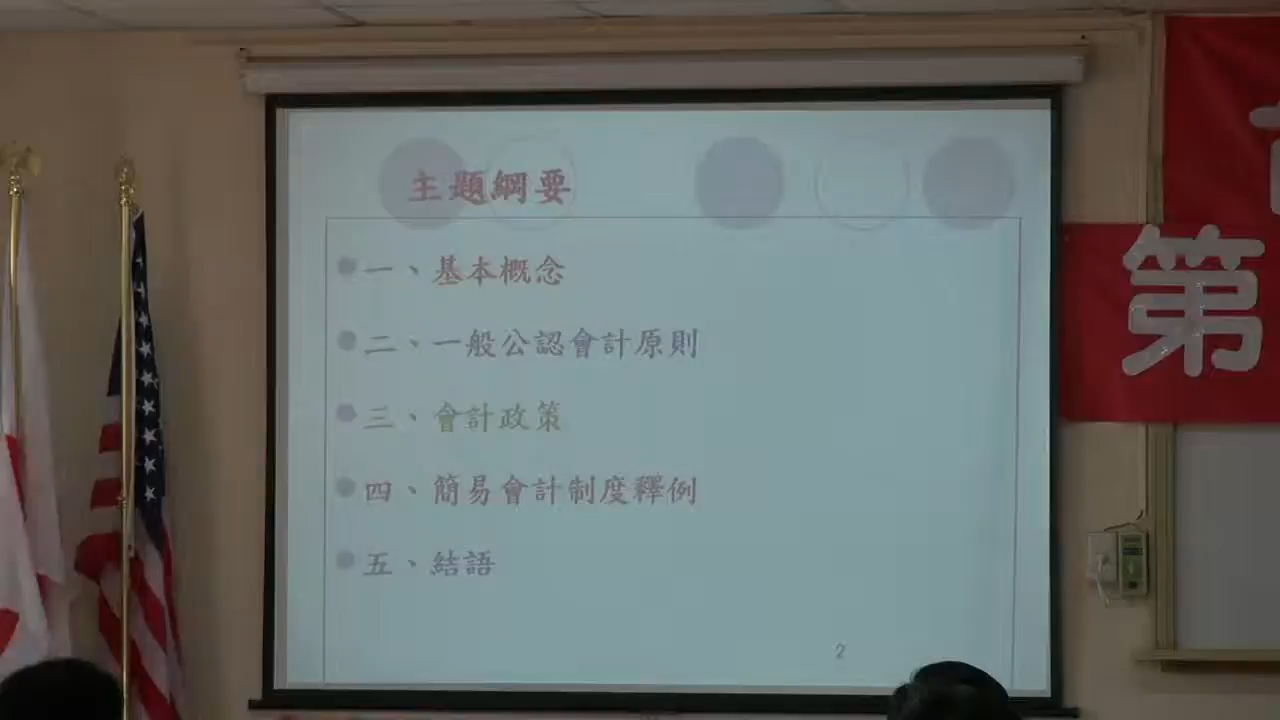 主題綱要
一、基本概念
二、一般公認會計原則
三、會計政策
四、簡易會計制度釋例
五、結語
2
第